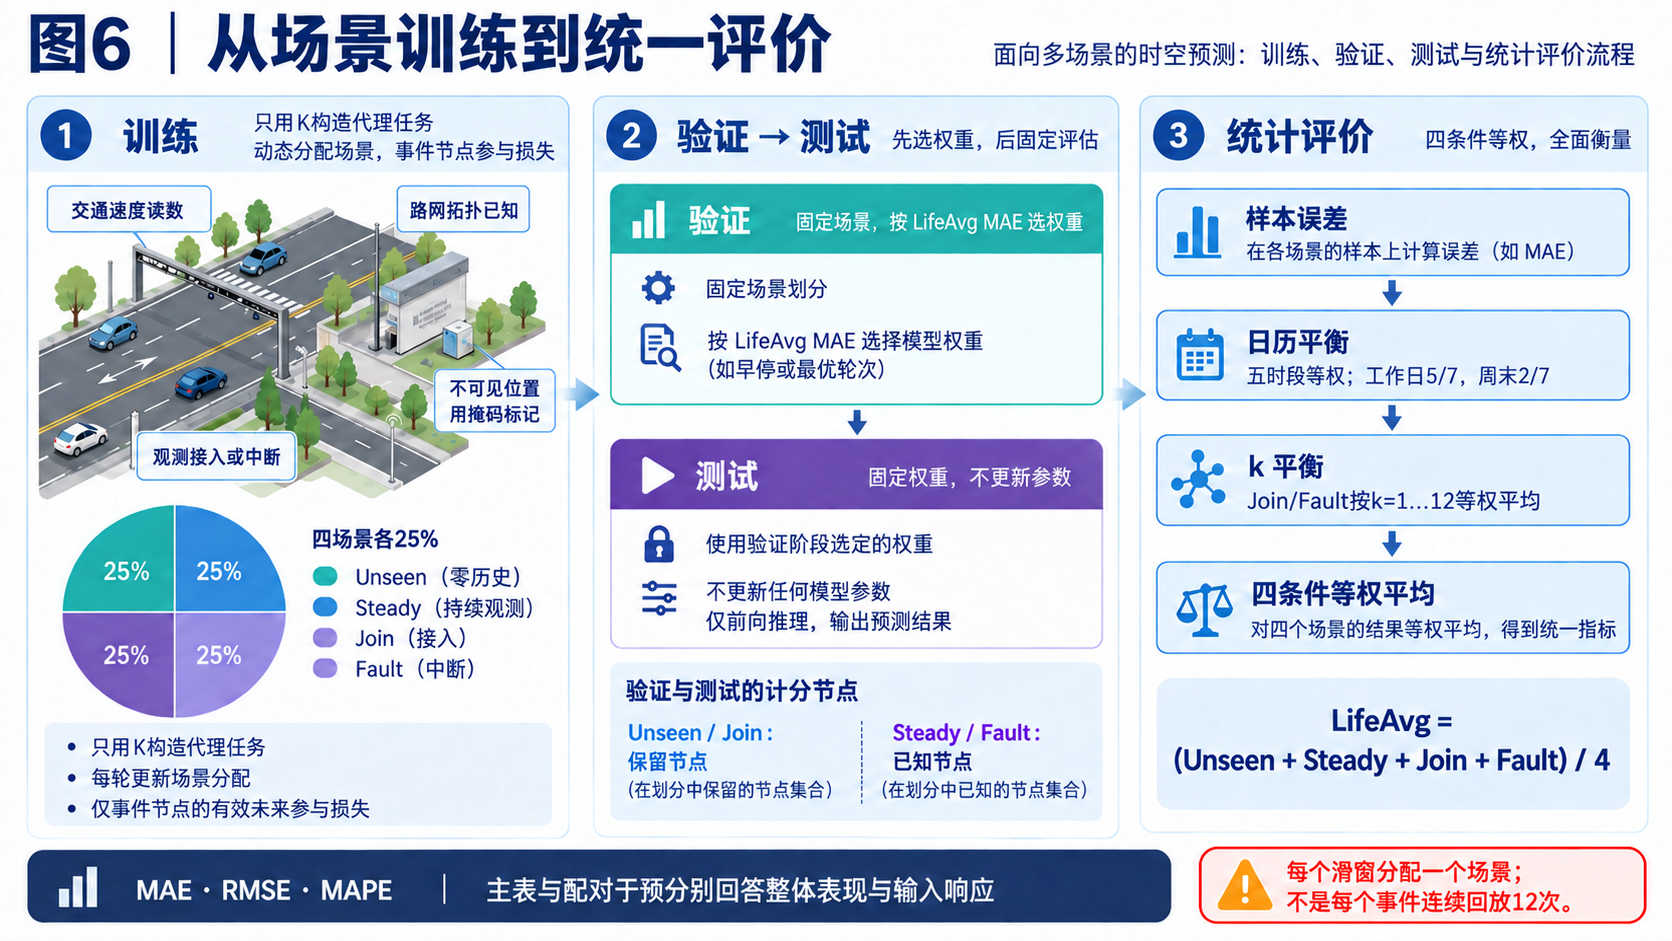 图6｜从场景训练到统一评价
面向多场景的时空预测：训练、验证、测试与统计评价流程
1 训练
只用K构造代理任务
动态分配场景，事件节点参与损失
交通速度读数
路网拓扑已知
不可见位置
用掩码标记
观测接入或中断
25%
25%
25%
25%
四场景各25%
Unseen（零历史）
Steady（持续观测）
Join（接入）
Fault（中断）
• 只用K构造代理任务
• 每轮更新场景分配
• 仅事件节点的有效未来参与损失
2 验证→测试
先选权重，后固定评估
验证
固定场景，按 LifeAvg MAE 选权重
固定场景划分
按 LifeAvg MAE 选择模型权重
（如早停或最优轮次）
测试
固定权重，不更新参数
使用验证阶段选定的权重
不更新任何模型参数
仅前向推理，输出预测结果
验证与测试的计分节点
Unseen / Join：
保留节点
（在划分中保留的节点集合）
Steady / Fault：
已知节点
（在划分中已知的节点集合）
3 统计评价
四条件等权，全面衡量
样本误差
在各场景的样本上计算误差（如 MAE）
日历平衡
五时段等权；工作日5/7，周末2/7
k 平衡
Join/Fault按k=1…12等权平均
四条件等权平均
对四个场景的结果等权平均，得到统一指标
LifeAvg =
(Unseen + Steady + Join + Fault) / 4
MAE · RMSE · MAPE
主表与配对干预分别回答整体表现与输入响应
每个滑窗分配一个场景；
不是每个事件连续回放12次。